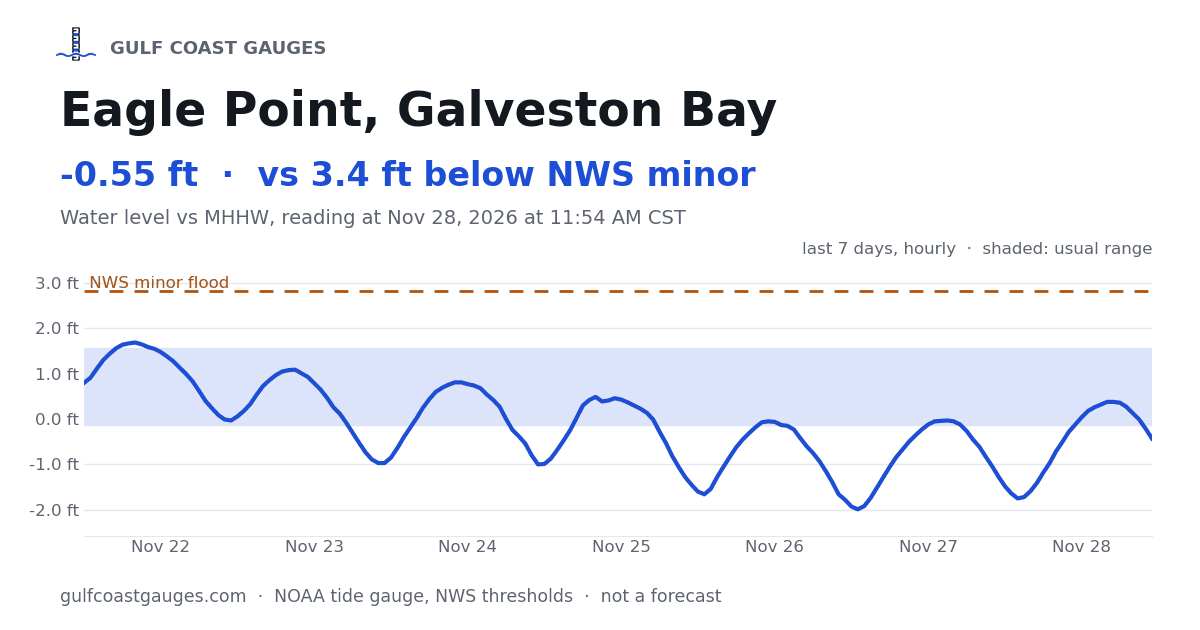 GULF COAST GAUGES
Eagle Point, Galveston Bay
-0.55 ft · vs 3.4 ft below NWS minor
Water level vs MHHW, reading at Nov 28, 2026 at 11:54 AM CST
last 7 days, hourly · shaded: usual range
3.0 ft
NWS minor flood
2.0 ft
1.0 ft
0.0 ft
-1.0 ft
-2.0 ft
Nov 22 Nov 23 Nov 24 Nov 25 Nov 26 Nov 27 Nov 28
gulfcoastgauges.com · NOAA tide gauge, NWS thresholds · not a forecast